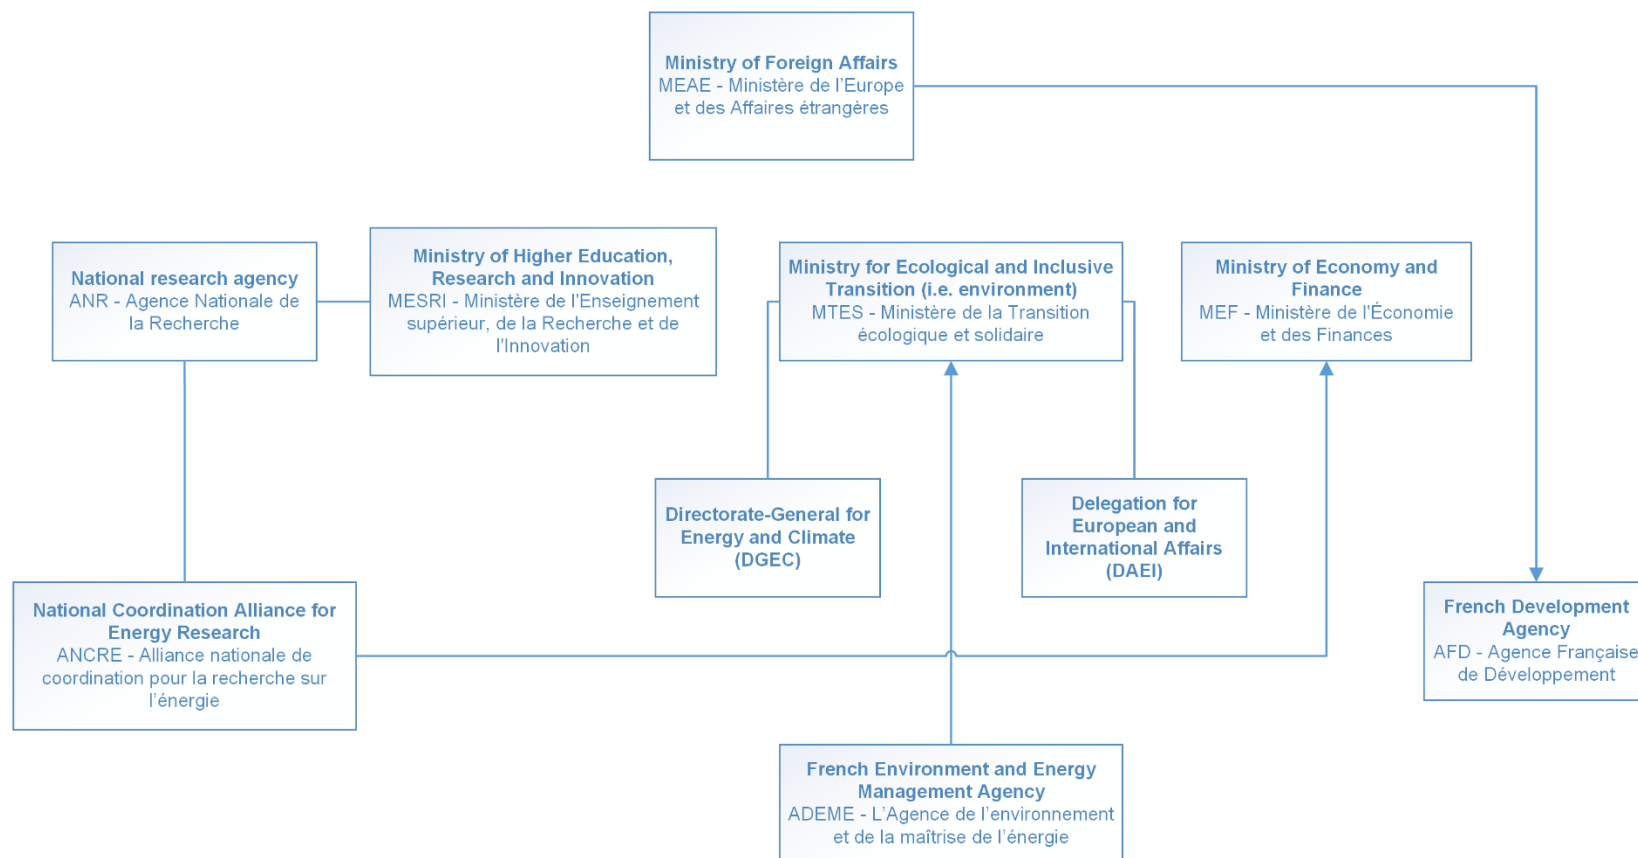 Ministry of Foreign Affairs
MEAE - Ministère de l'Europe
et des Affaires étrangères
National research agency
ANR - Agence Nationale de
la Recherche
Ministry of Higher Education,
Research and Innovation
MESRI - Ministère de l'Enseignement
supérieur, de la Recherche et de
l'Innovation
Ministry for Ecological and Inclusive
Transition (i.e. environment)
MTES - Ministère de la Transition
écologique et solidaire
Ministry of Economy and
Finance
MEF - Ministère de l'Économie
et des Finances
Directorate-General for
Energy and Climate
(DGEC)
Delegation for
European and
International Affairs
(DAEI)
National Coordination Alliance for
Energy Research
ANCRE - Alliance nationale de
coordination pour la recherche sur
l’énergie
French Development
Agency
AFD - Agence Française
de Développement
French Environment and Energy
Management Agency
ADEME - L’Agence de l’environnement
et de la maîtrise de l’énergie